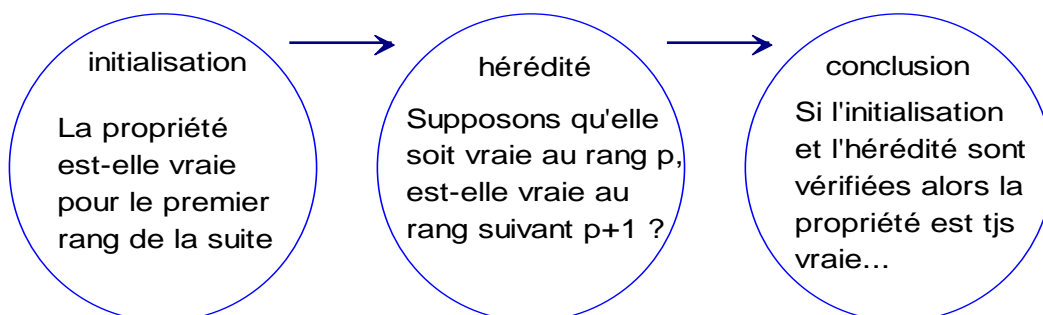 initialisation
La propriété
est-elle vraie
pour le premier
rang de la suite
hérédité
Supposons qu'elle
soit vraie au rang p,
est-elle vraie au
rang suivant p+1 ?
conclusion
Si l'initialisation
et l'hérédité sont
vérifiées alors la
propriété est tjs
vraie...